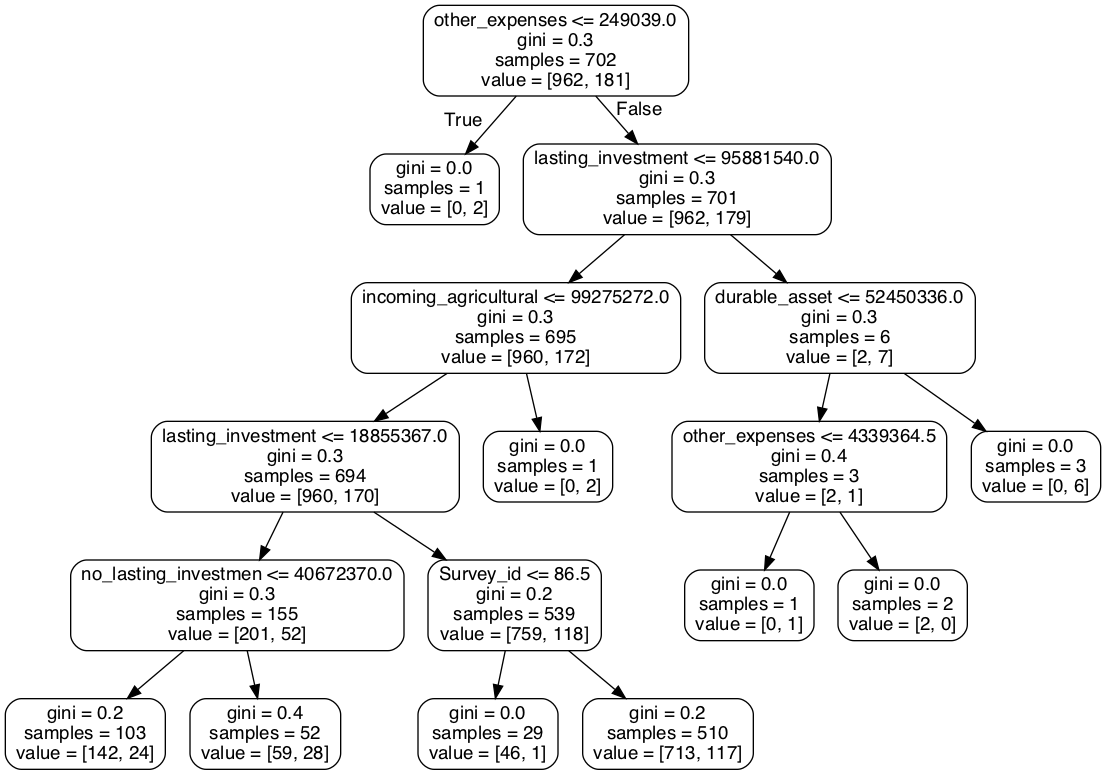 other_expenses <= 249039.0
gini = 0.3
samples = 702
value = [962, 181]
True
False
gini = 0.0
samples = 1
value = [0, 2]
lasting_investment <= 95881540.0
gini = 0.3
samples = 701
value = [962, 179]
incoming_agricultural <= 99275272.0
gini = 0.3
samples = 695
value = [960, 172]
durable_asset <= 52450336.0
gini = 0.3
samples = 6
value = [2, 7]
lasting_investment <= 18855367.0
gini = 0.3
samples = 694
value = [960, 170]
gini = 0.0
samples = 1
value = [0, 2]
other_expenses <= 4339364.5
gini = 0.4
samples = 3
value = [2, 1]
gini = 0.0
samples = 3
value = [0, 6]
no_lasting_investmen <= 40672370.0
gini = 0.3
samples = 155
value = [201, 52]
Survey_id <= 86.5
gini = 0.2
samples = 539
value = [759, 118]
gini = 0.0
samples = 1
value = [0, 1]
gini = 0.0
samples = 2
value = [2, 0]
gini = 0.2
samples = 103
value = [142, 24]
gini = 0.4
samples = 52
value = [59, 28]
gini = 0.0
samples = 29
value = [46, 1]
gini = 0.2
samples = 510
value = [713, 117]